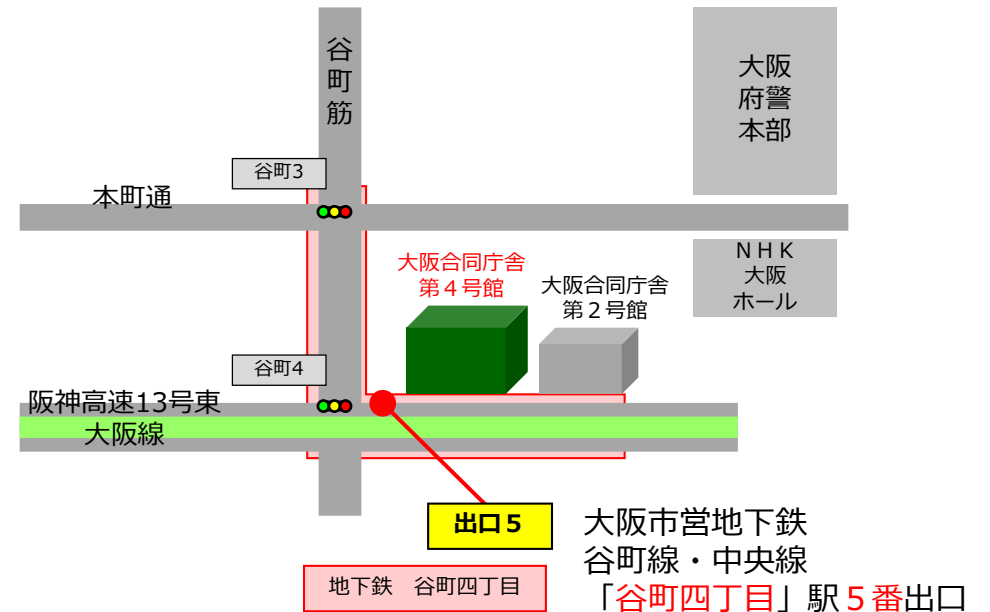 谷町筋
大阪
府警
本部
谷町3
本町通
NHK
大阪
ホール
大阪合同庁舎
第4号館
大阪合同庁舎
第2号館
谷町4
阪神高速13号東
大阪線
出口5
大阪市営地下鉄
谷町線・中央線
「谷町四丁目」駅5番出口
地下鉄　谷町四丁目